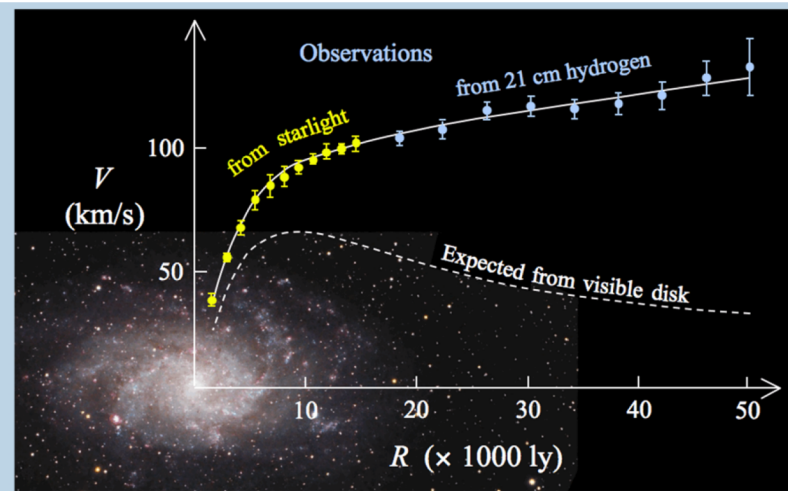 Observations
from 21 cm hydrogen
from starlight
100
V
(km/s)
50
Expected from visible disk
10
20
30
40
50
R (× 1000 ly)